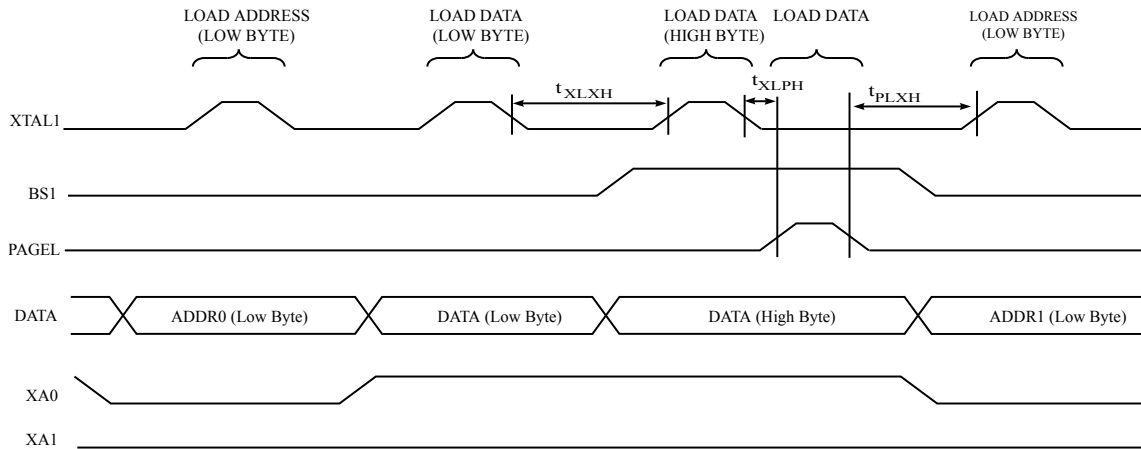 LOAD ADDRESS
(LOW BYTE)
LOAD DATA
(LOW BYTE)
LOAD DATA
(HIGH BYTE)
LOAD DATA
LOAD ADDRESS
(LOW BYTE)
XTAL1
tXLXH
tXLPH
tPLXH
BS1
PAGEL
DATA
ADDR0 (Low Byte)
DATA (Low Byte)
DATA (High Byte)
ADDR1 (Low Byte)
XA0
XA1